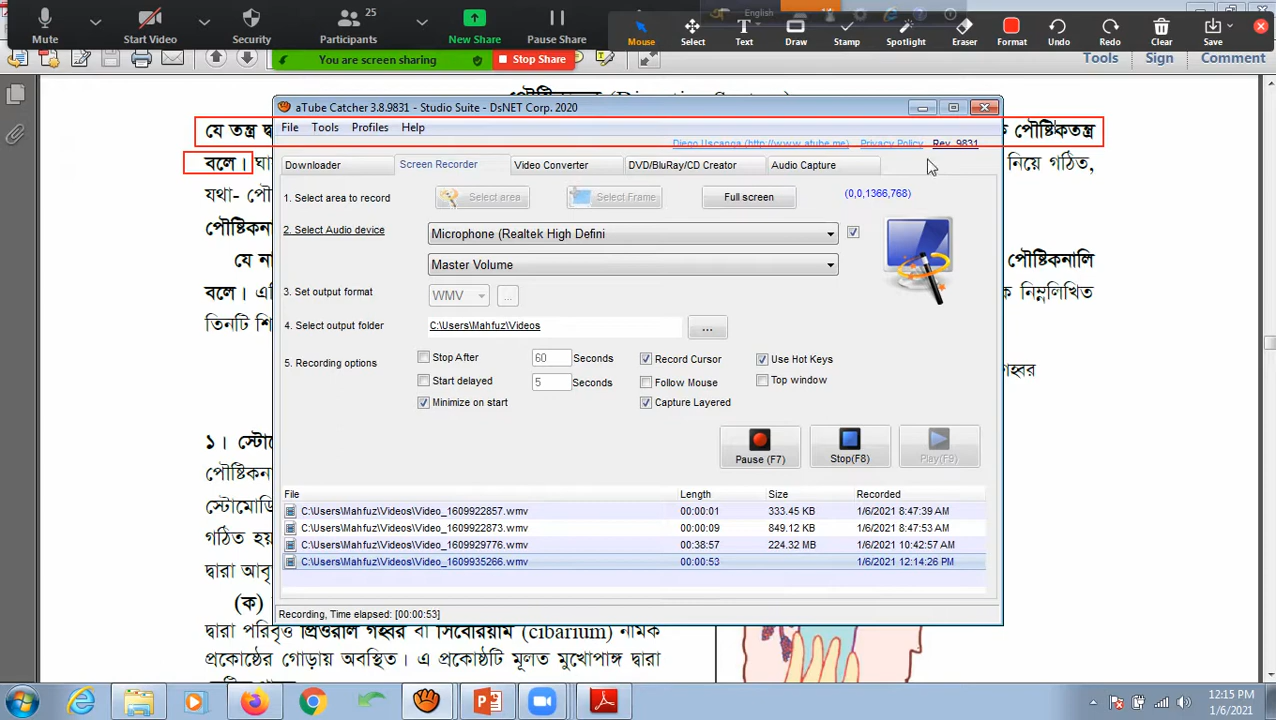 Mute
Start Video
Security
Participants
25
New Share
Pause Share
English
Mouse
Select
Text
Draw
Stamp
Spotlight
Eraser
Format
Undo
Redo
Clear
Save
You are screen sharing
Stop Share
Tools
Sign
Comment
aTube Catcher 3.8.9831 - Studio Suite - DsNET Corp. 2020
যে তন্ত্র
পৌষ্টিকতন্ত্র
File Tools Profiles Help
Diego Uscanga (http://www.atube.me) Privacy Policy Rev. 9831
বলে।
নিয়ে গঠিত,
Downloader
Screen Recorder
Video Converter
DVD/BluRay/CD Creator
Audio Capture
যথা-
1. Select area to record
Select area
Select Frame
Full screen
(0,0,1366,768)
2. Select Audio device
Microphone (Realtek High Defini
যে
পৌষ্টিকনালি
Master Volume
বলে।
নিম্নলিখিত
3. Set output format
WMV
...
তিনটি
4. Select output folder
C:\Users\Mahfuz\Videos
...
5. Recording options
Stop After
60
Seconds
Record Cursor
Use Hot Keys
Start delayed
5
Seconds
Follow Mouse
Top window
Minimize on start
Capture Layered
১।
Pause (F7)
Stop(F8)
Play(F9)
File Length Size Recorded
C:\Users\Mahfuz\Videos\Video_1609922857.wmv 00:00:01 333.45 KB 1/6/2021 8:47:39 AM
C:\Users\Mahfuz\Videos\Video_1609922873.wmv 00:00:09 849.12 KB 1/6/2021 8:47:53 AM
গঠিত
C:\Users\Mahfuz\Videos\Video_1609929776.wmv 00:38:57 224.32 MB 1/6/2021 10:42:57 AM
C:\Users\Mahfuz\Videos\Video_1609935266.wmv 00:00:53 1/6/2021 12:14:26 PM
দ্বারা
(ক)
Recording, Time elapsed: [00:00:53]
দ্বারা পরিবৃত প্রিওরাল গহ্বর বা সিবেরিয়াম (cibarium) নামক
প্রকোষ্ঠের গোড়ায় অবস্থিত। এ প্রকোষ্ঠটি মূলত মুখোপাঙ্গ দ্বারা
12:15 PM
1/6/2021